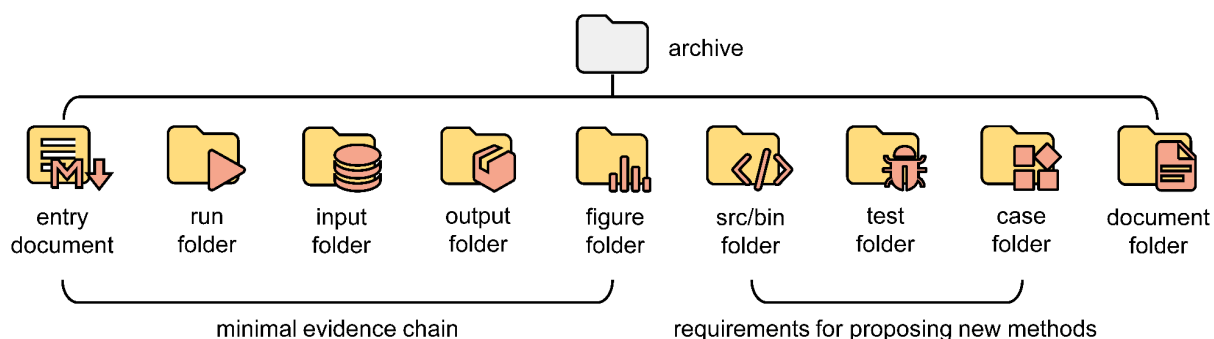 archive
M
</>
entry
document
run
folder
input
folder
output
folder
figure
folder
src/bin
folder
test
folder
case
folder
document
folder
minimal evidence chain
requirements for proposing new methods